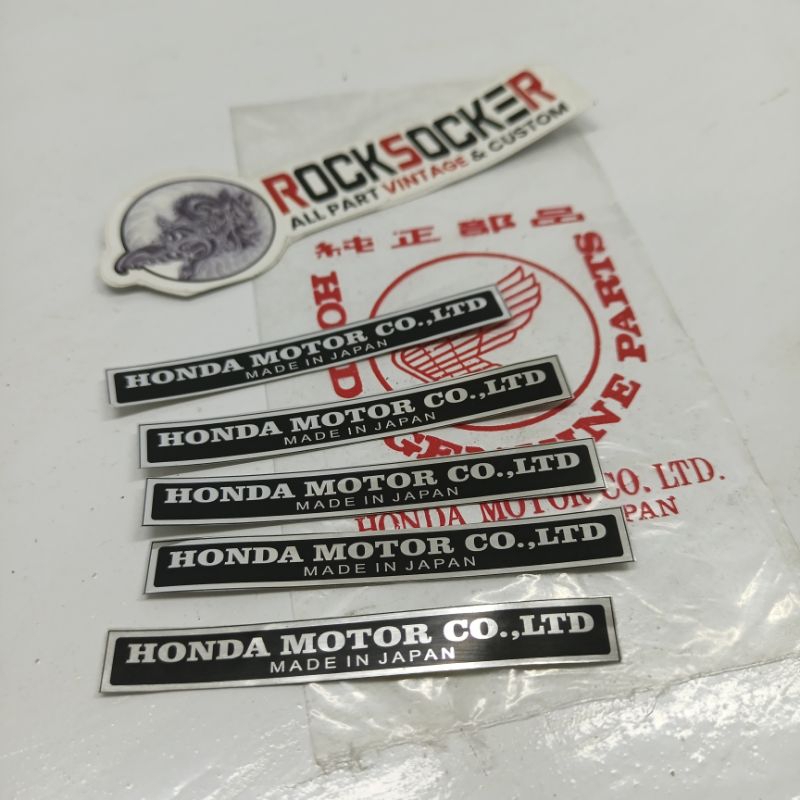 ROCKSOCKER
ALL PART VINTAGE & CUSTOM
純正部品
HONDA MOTOR CO.,LTD
MADE IN JAPAN
HONDA MOTOR CO.,LTD
MADE IN JAPAN
HONDA MOTOR CO.,LTD
MADE IN JAPAN
HONDA MOTOR CO.,LTD
MADE IN JAPAN
HONDA MOTOR CO.,LTD
MADE IN JAPAN
HO
D
GENUINE PARTS
HONDA MOTOR CO. LTD.
PAN